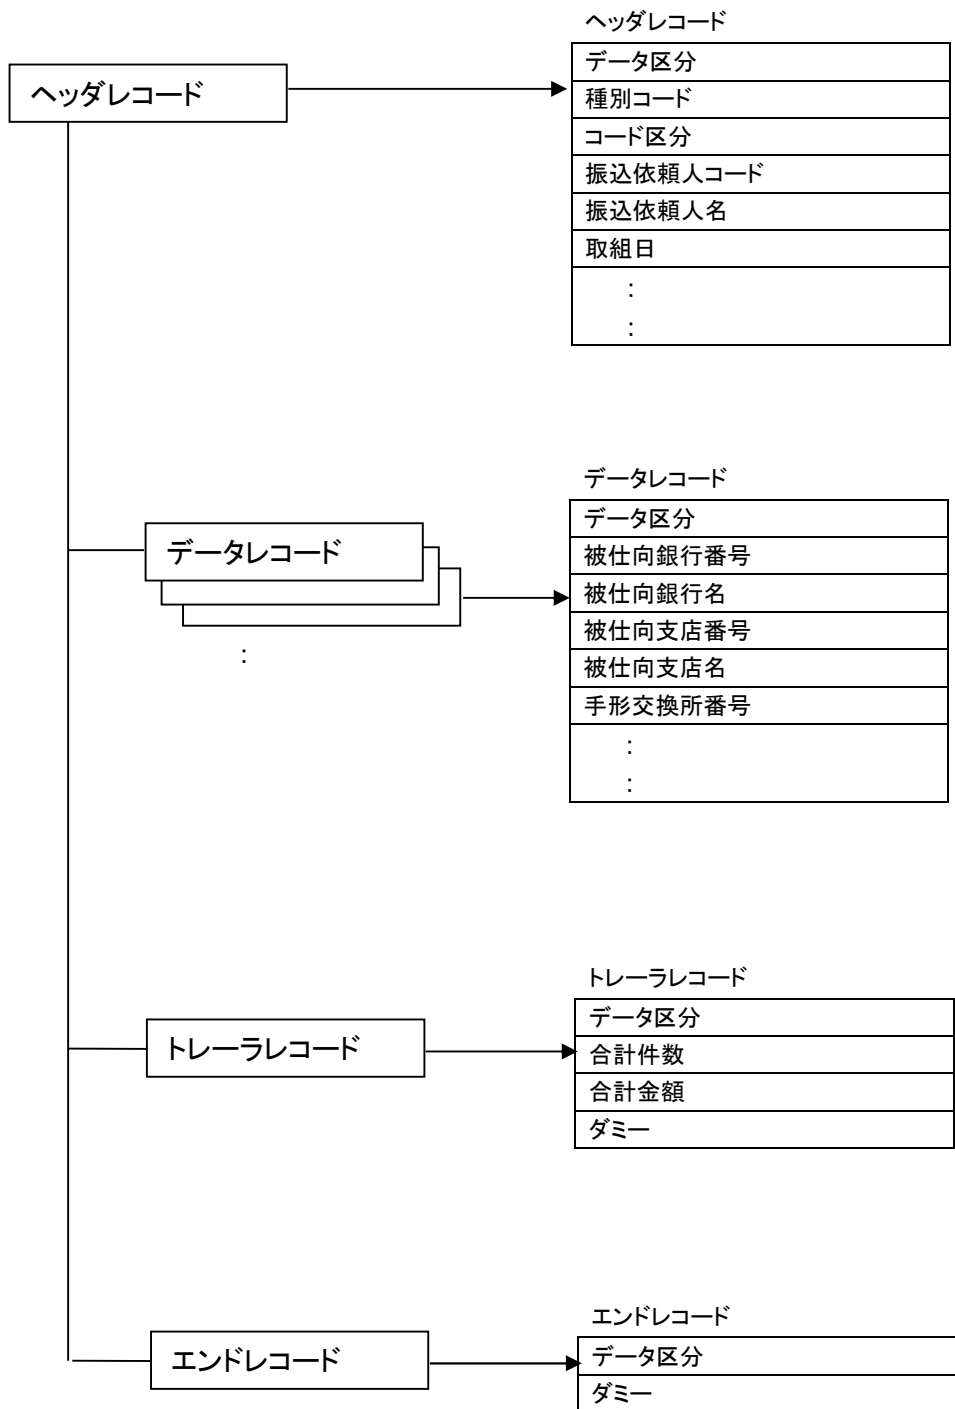 ヘッダレコード
ヘッダレコード
データ区分
種別コード
コード区分
振込依頼人コード
振込依頼人名
取組日
:
:
データレコード
:
データレコード
データ区分
被仕向銀行番号
被仕向銀行名
被仕向支店番号
被仕向支店名
手形交換所番号
:
:
トレーラレコード
トレーラレコード
データ区分
合計件数
合計金額
ダミー
エンドレコード
エンドレコード
データ区分
ダミー